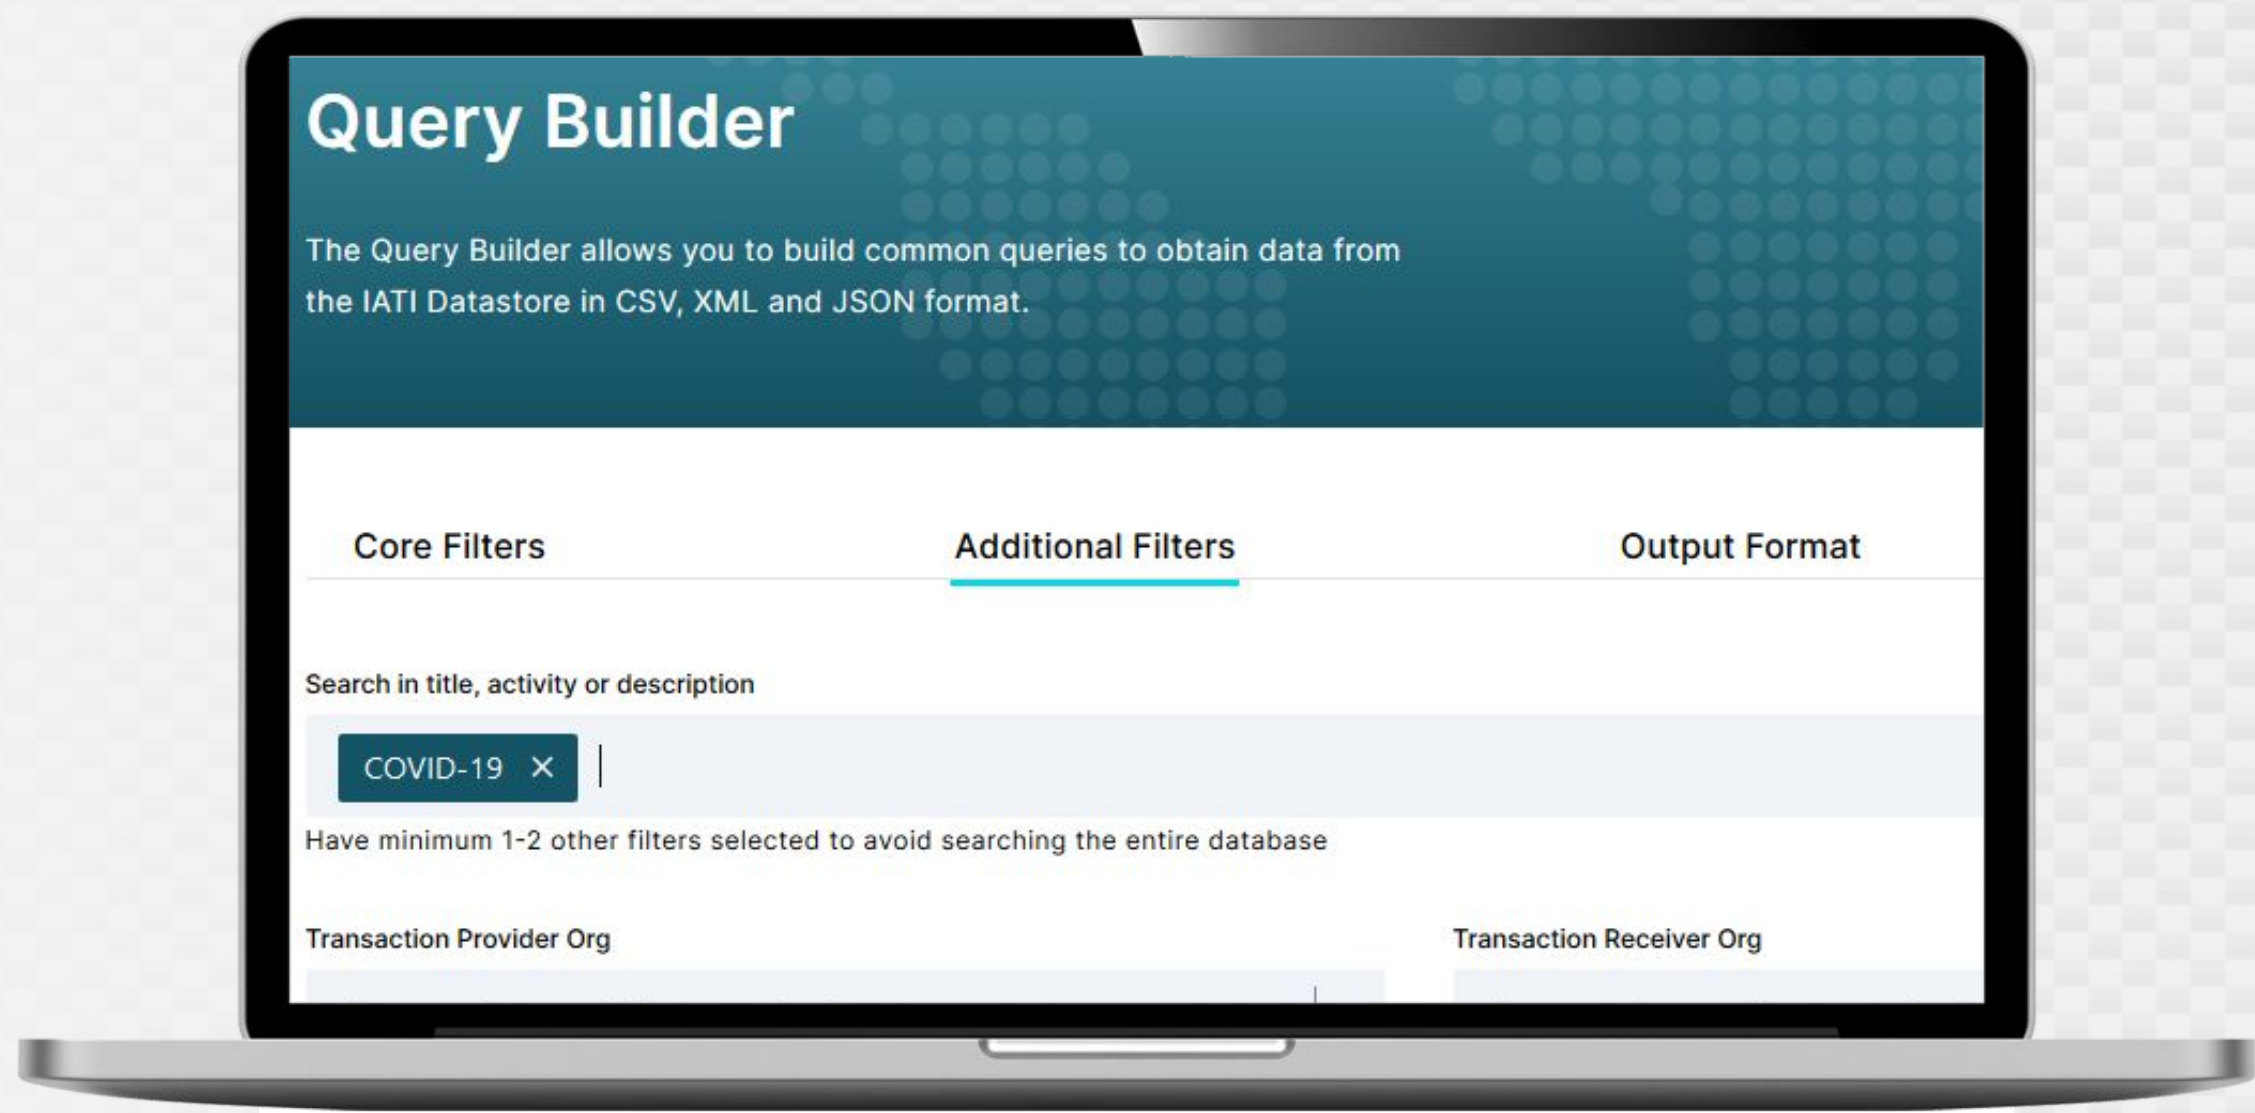 Query Builder
The Query Builder allows you to build common queries to obtain data from
the IATI Datastore in CSV, XML and JSON format.
Core Filters
Additional Filters
Output Format
Search in title, activity or description
COVID-19 ×
Have minimum 1-2 other filters selected to avoid searching the entire database
Transaction Provider Org
Transaction Receiver Org